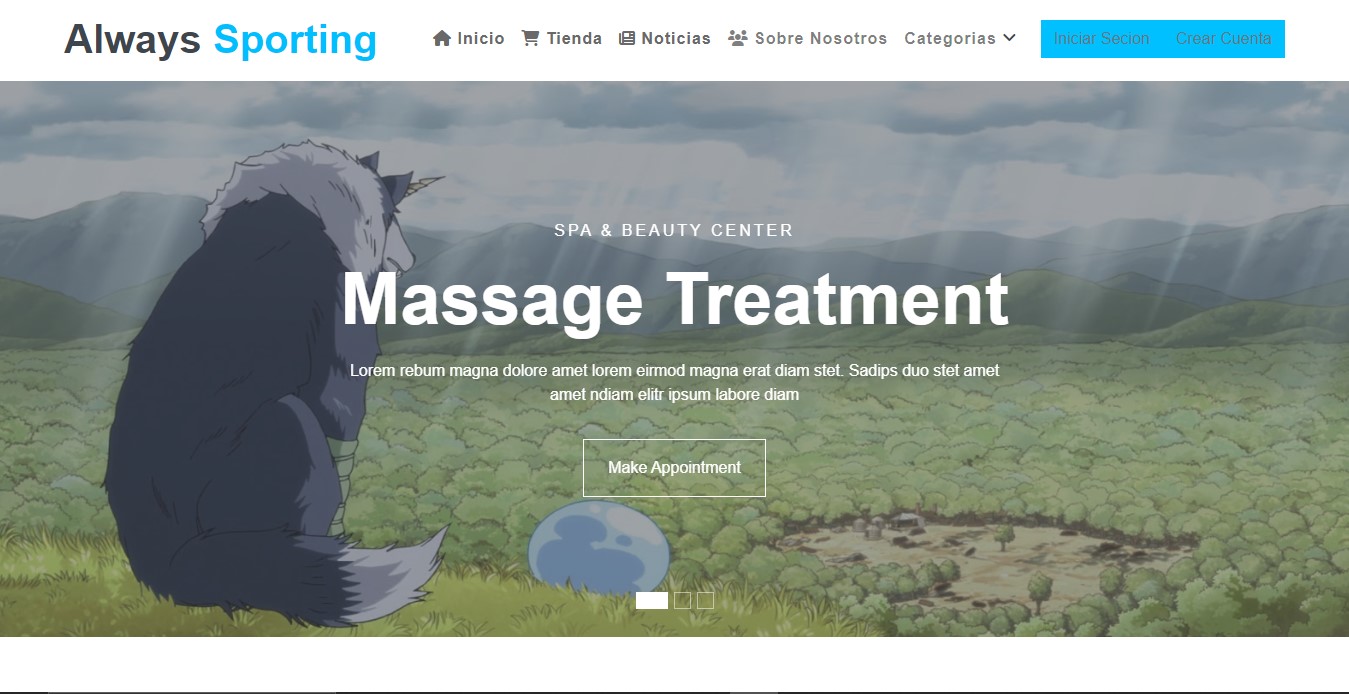 Always Sporting
Inicio Tienda Noticias Sobre Nosotros Categorias Iniciar Secion Crear Cuenta
SPA & BEAUTY CENTER
Massage Treatment
Lorem rebum magna dolore amet lorem eirmod magna erat diam stet. Sadips duo stet amet
amet ndiam elitr ipsum labore diam
Make Appointment